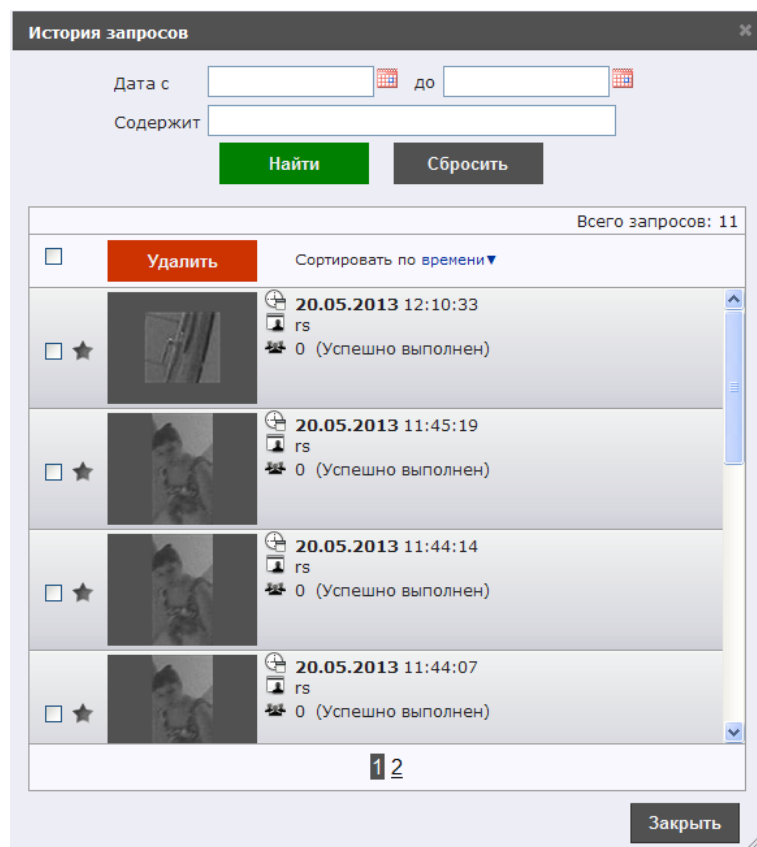 История запросов
Дата с до
Содержит
Найти Сбросить
Всего запросов: 11
Удалить Сортировать по времени▼
20.05.2013 12:10:33
rs
0 (Успешно выполнен)
20.05.2013 11:45:19
rs
0 (Успешно выполнен)
20.05.2013 11:44:14
rs
0 (Успешно выполнен)
20.05.2013 11:44:07
rs
0 (Успешно выполнен)
1 2
Закрыть